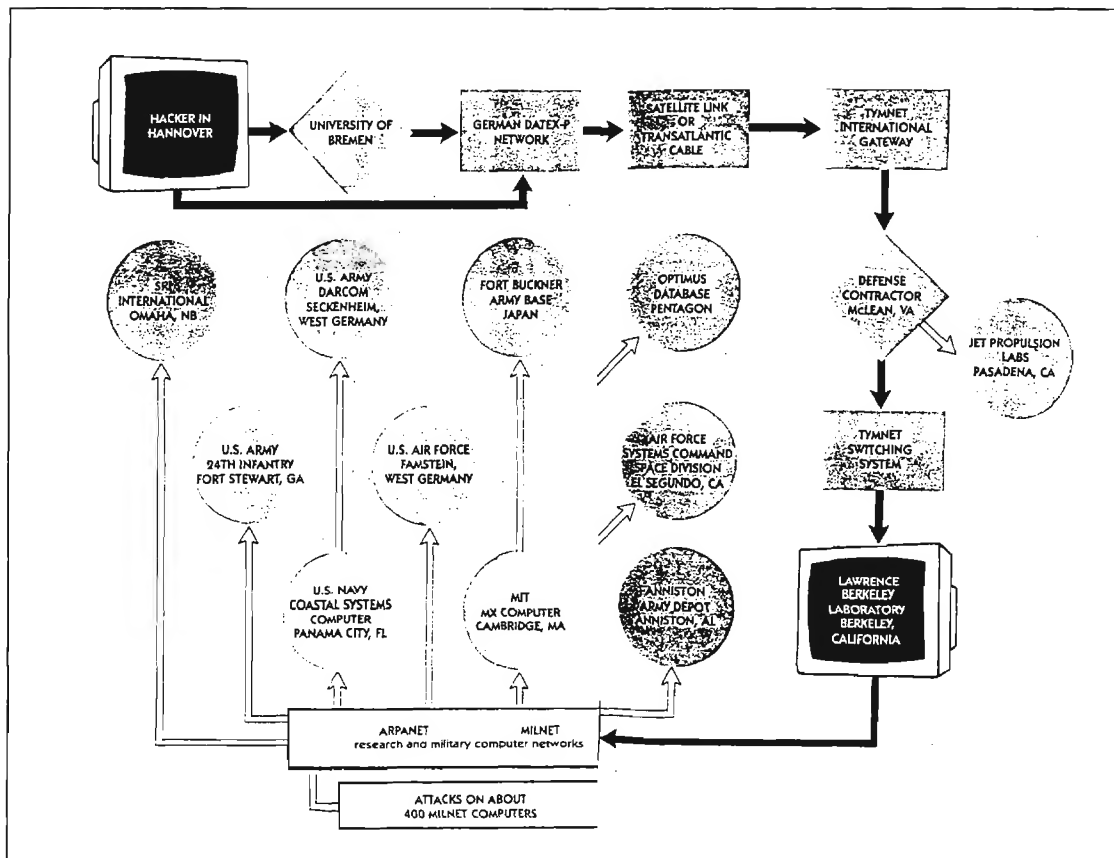 HACKER IN
HANNOVER
UNIVERSITY OF
BREMEN
GERMAN DATEX-P
NETWORK
SATELLITE LINK
OR
TRANSATLANTIC
CABLE
TYMNET
INTERNATIONAL
GATEWAY
SRI
INTERNATIONAL
OMAHA, NB
U.S. ARMY
DARCOM
SECKENHEIM,
WEST GERMANY
FORT BUCKNER
ARMY BASE
JAPAN
OPTIMUS
DATABASE
PENTAGON
DEFENSE
CONTRACTOR
McLEAN, VA
JET PROPULSION
LABS
PASADENA, CA
U.S. ARMY
24TH INFANTRY
FORT STEWART, GA
U.S. AIR FORCE
FAMSTEIN,
WEST GERMANY
AIR FORCE
SYSTEMS COMMAND
SPACE DIVISION
EL SEGUNDO, CA
TYMNET
SWITCHING
SYSTEM
U.S. NAVY
COASTAL SYSTEMS
COMPUTER
PANAMA CITY, FL
MIT
MX COMPUTER
CAMBRIDGE, MA
ANNISTON
ARMY DEPOT
ANNISTON, AL
LAWRENCE
BERKELEY
LABORATORY
BERKELEY,
CALIFORNIA
ARPANET MILNET
research and military computer networks
ATTACKS ON ABOUT
400 MILNET COMPUTERS